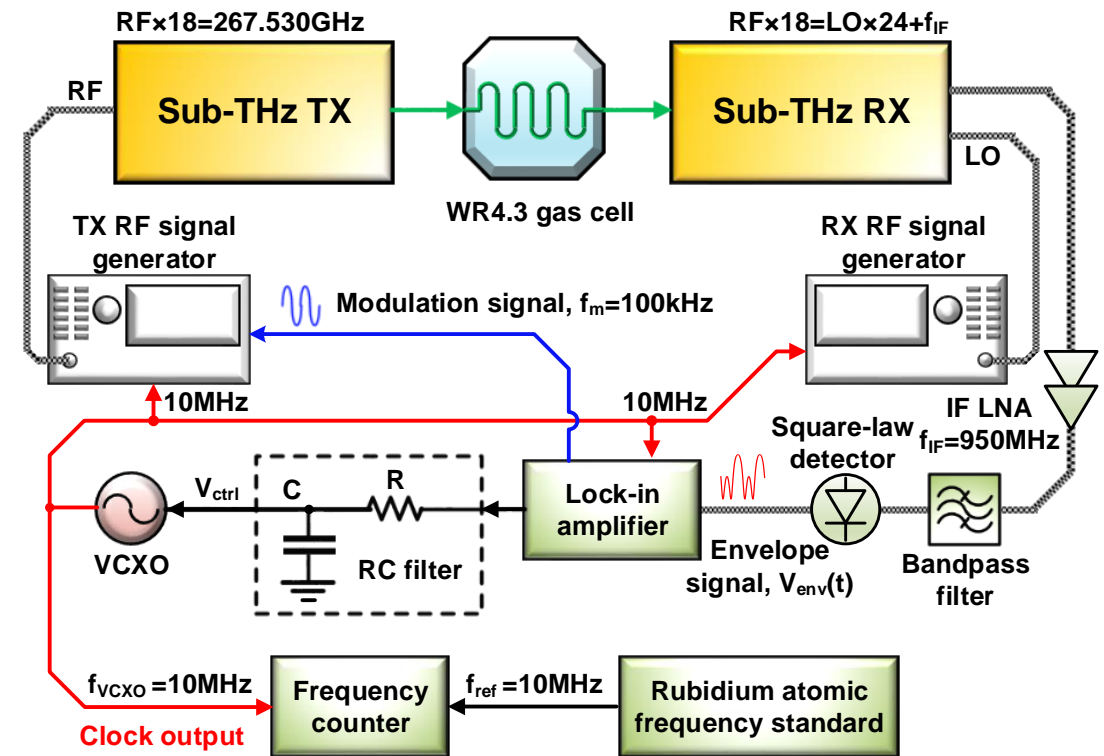 RF×18=267.530GHz
RF×18=LO×24+fIF
RF
Sub-THz TX
Sub-THz RX
LO
WR4.3 gas cell
TX RF signal
generator
RX RF signal
generator
Modulation signal, fm=100kHz
10MHz
10MHz
IF LNA
fIF=950MHz
Square-law
detector
Vctrl
C
R
Lock-in
amplifier
VCXO
RC filter
Envelope
signal, Venv(t)
Bandpass
filter
fVCXO =10MHz
Clock output
Frequency
counter
fref =10MHz
Rubidium atomic
frequency standard